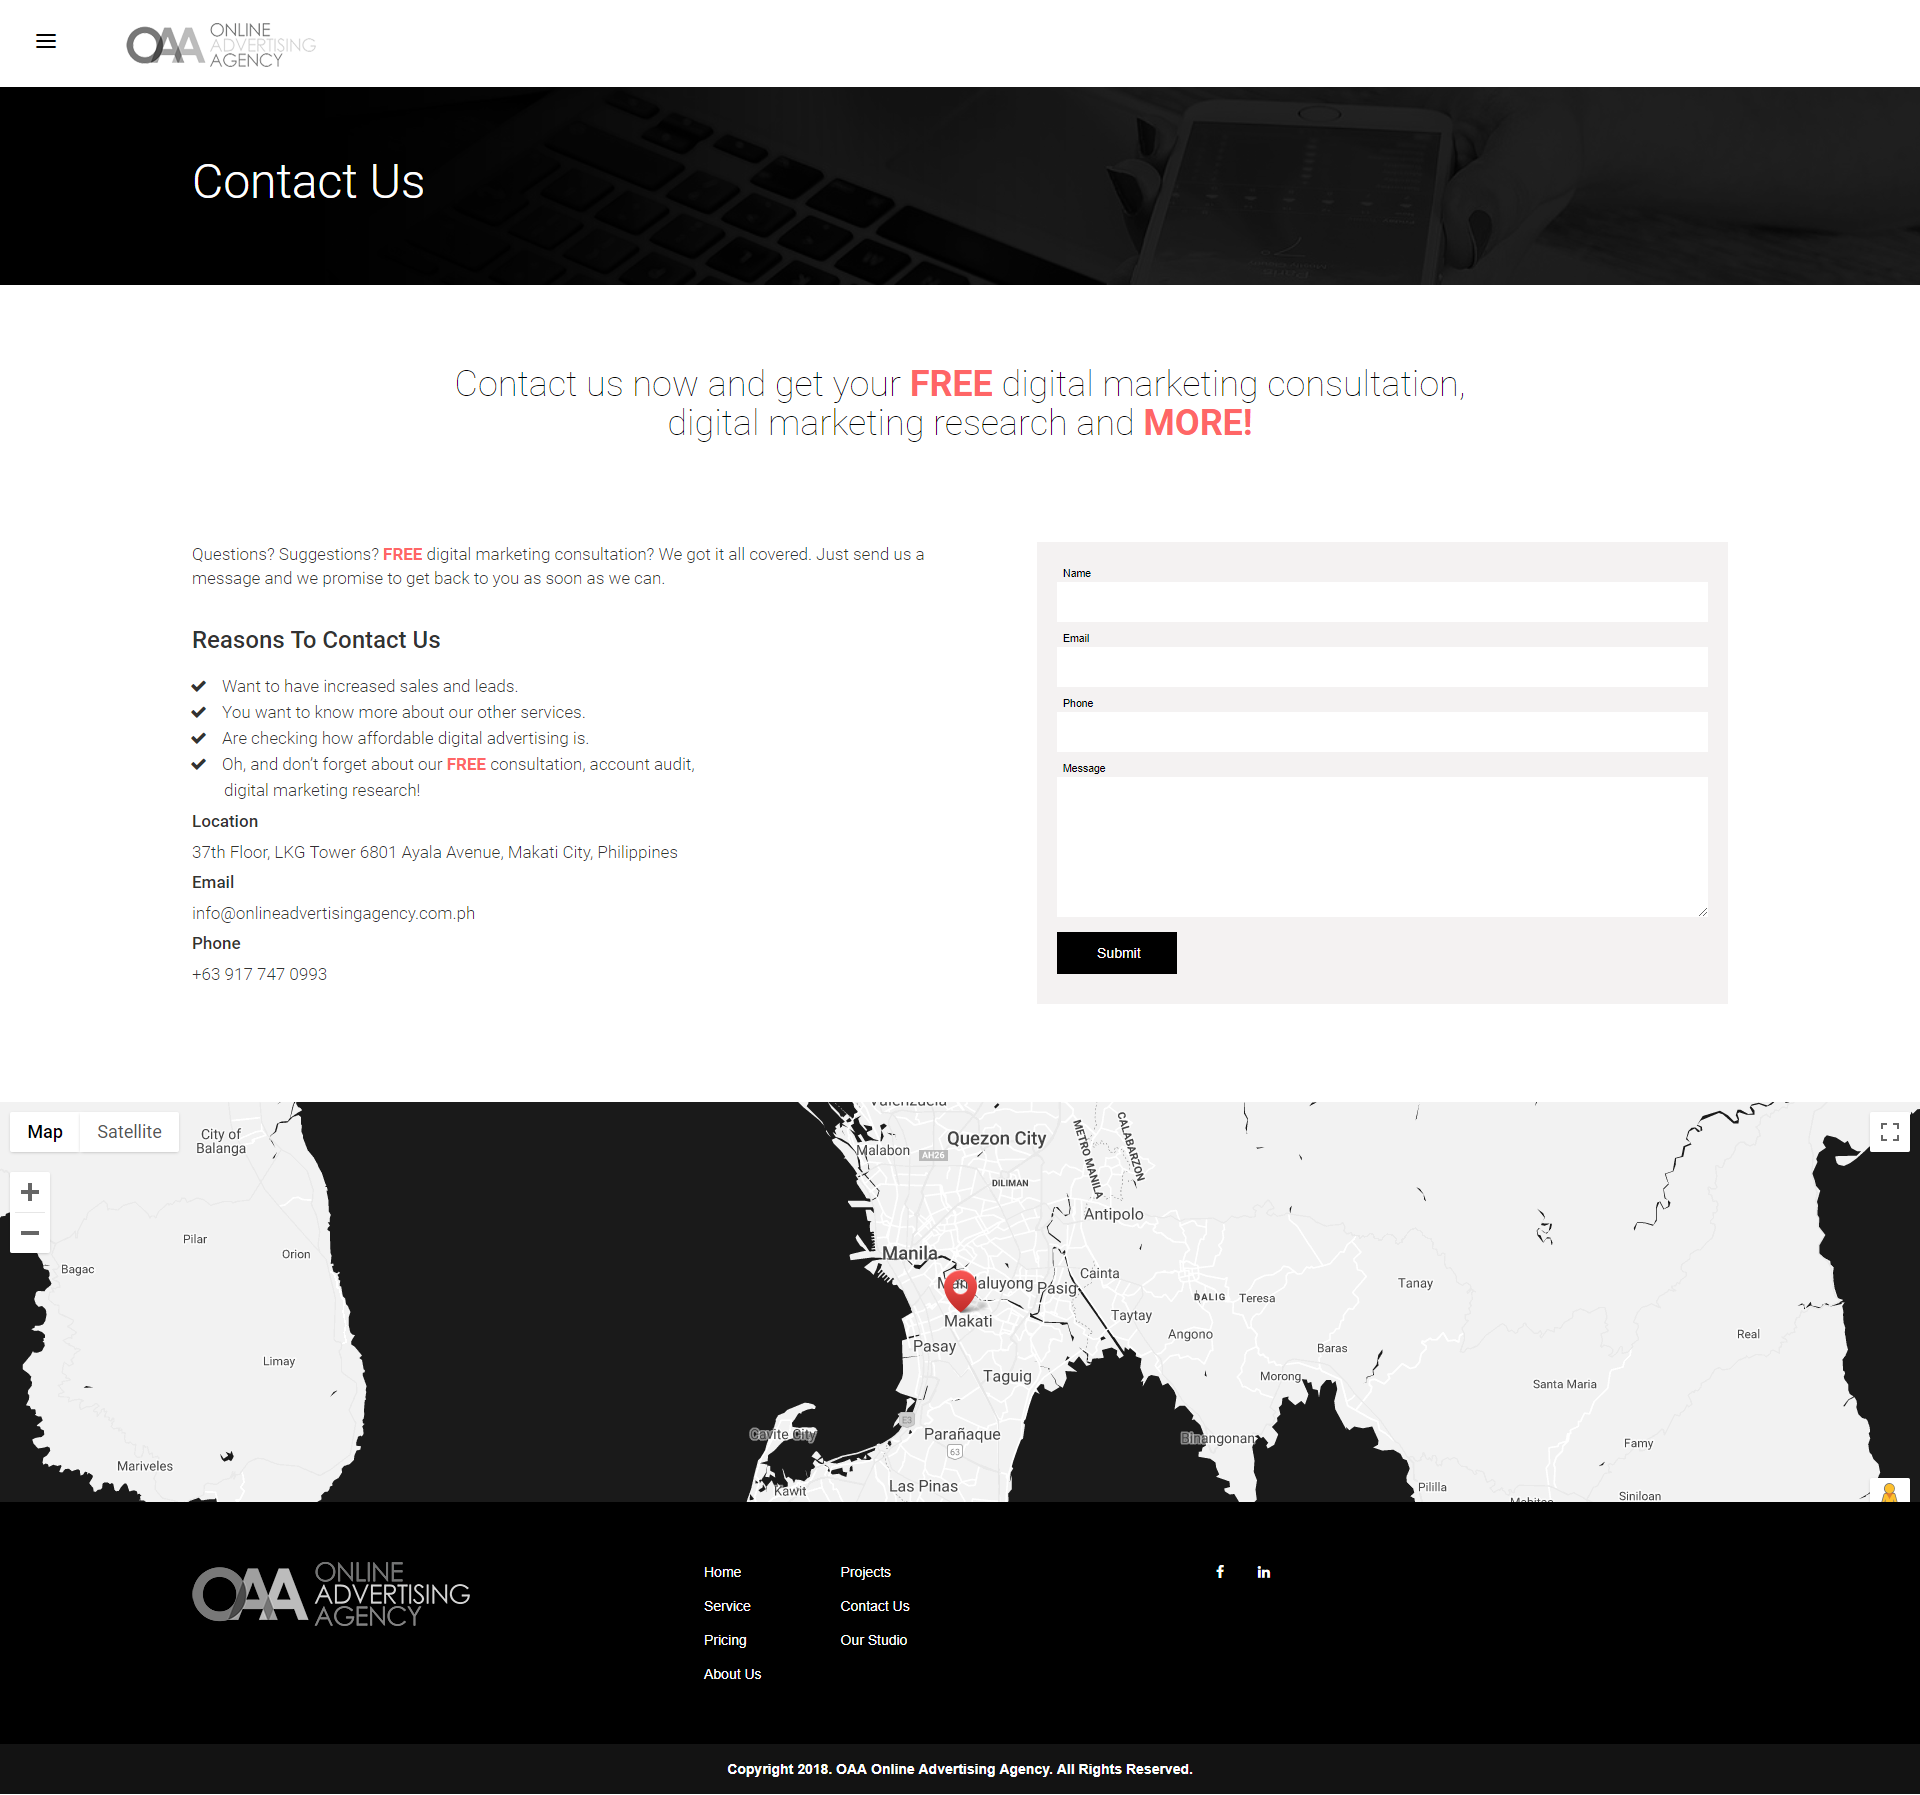 OAA ONLINE
ADVERTISING
AGENCY
Contact Us
Contact us now and get your FREE digital marketing consultation,
digital marketing research and MORE!
Questions? Suggestions? FREE digital marketing consultation? We got it all covered. Just send us a
message and we promise to get back to you as soon as we can.
Reasons To Contact Us
Want to have increased sales and leads.
You want to know more about our other services.
Are checking how affordable digital advertising is.
Oh, and don't forget about our FREE consultation, account audit,
digital marketing research!
Location
37th Floor, LKG Tower 6801 Ayala Avenue, Makati City, Philippines
Email
info@onlineadvertisingagency.com.ph
Phone
+63 917 747 0993
Name
Email
Phone
Message
Submit
Map
Satellite
City of
Balanga
Valenzuela
Quezon City
Malabon
AH26
DILIMAN
METRO MANILA
CALABARZON
Antipolo
Pilar
Orion
Bagac
Manila
Mandaluyong
Pasig
Cainta
DALIG
Teresa
Tanay
Makati
Taytay
Angono
Real
Pasay
Baras
Limay
Taguig
Morong
Santa Maria
E3
Cavite City
Parañaque
63
Binangonan
Famy
Mariveles
Kawit
Las Pinas
Pililla
Mabitac
Siniloan
OAA ONLINE
ADVERTISING
AGENCY
Home
Projects
Service
Contact Us
Pricing
Our Studio
About Us
Copyright 2018. OAA Online Advertising Agency. All Rights Reserved.